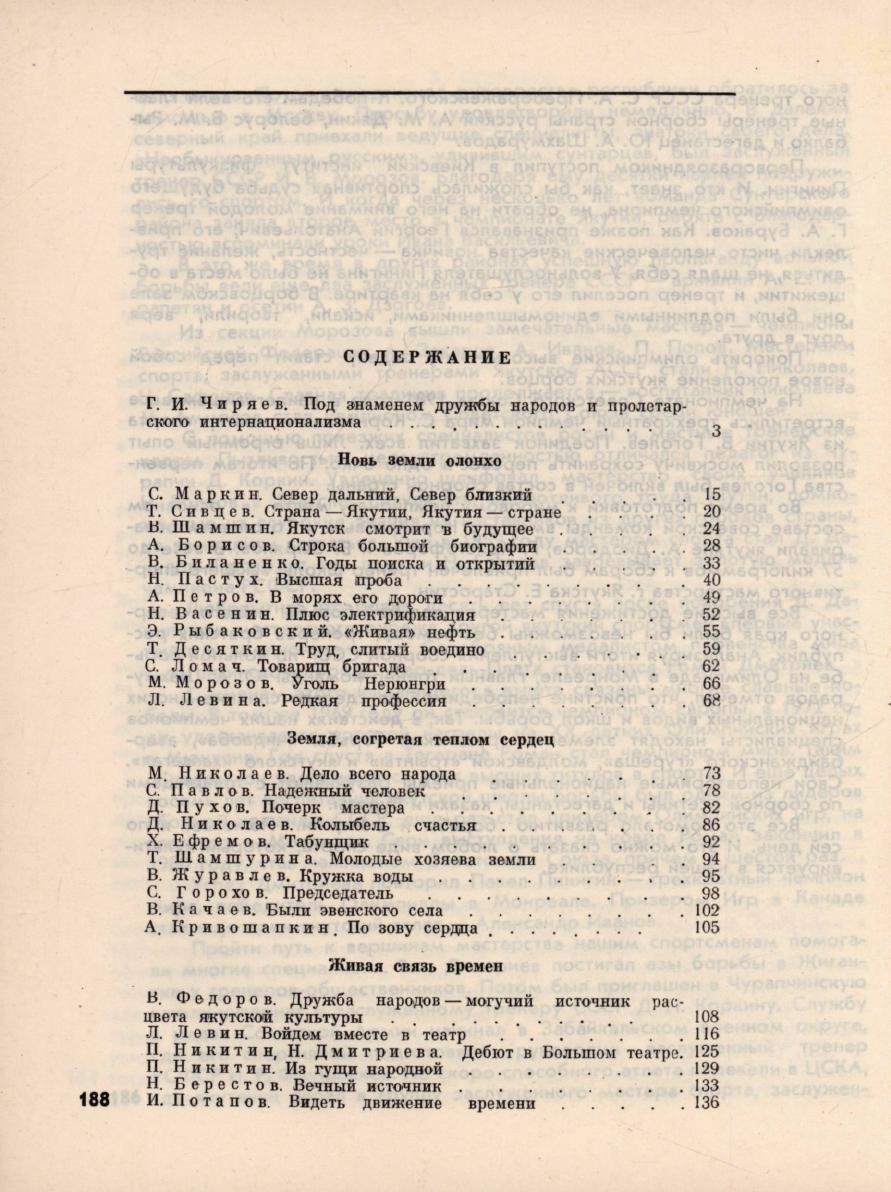 СОДЕРЖАНИЕ
Г. И. Чиряев. Под знаменем дружбы народов и пролетар-
ского интернационализма . . . . . . . . . . . . 3
Новь земли олонхо
С. Маркин. Север дальний, Север близкий . . . . . 15
Т. Сивцев. Страна — Якутии, Якутия — стране . . . . 20
В. Шамшин. Якутск смотрит в будущее . . . . . 24
А. Борисов. Строка большой биографии . . . . . 28
В. Биланенко. Годы поиска и открытий . . . . . 33
Н. Пастух. Высшая проба . . . . . . . . . 40
А. Петров. В морях его дороги . . . . . . . . 49
Н. Васенин. Плюс электрификация . . . . . . . 52
Э. Рыбаковский. «Живая» нефть . . . . . . . 55
Т. Десяткин. Труд, слитый воедино . . . . . . 59
С. Ломач. Товарищ бригада . . . . . . . . 62
М. Морозов. Уголь Нерюнгри . . . . . . . . 66
Л. Левина. Редкая профессия . . . . . . . . 68
Земля, согретая теплом сердец
М. Николаев. Дело всего народа . . . . . . . 73
С. Павлов. Надежный человек . . . . . . . . 78
Д. Пухов. Почерк мастера . . . . . . . . . 82
Д. Николаев. Колыбель счастья . . . . . . . 86
Х. Ефремов. Табунщик . . . . . . . . . . 92
Т. Шамшурина. Молодые хозяева земли . . . . . 94
В. Журавлев. Кружка воды . . . . . . . . . 95
С. Горохов. Председатель . . . . . . . . . 98
В. Качаев. Были эвенского села . . . . . . . . 102
А. Кривошапкин. По зову сердца . . . . . . . 105
Живая связь времен
В. Федоров. Дружба народов — могучий источник рас-
цвета якутской культуры . . . . . . . . . . 108
Л. Левин. Войдем вместе в театр . . . . . . . 116
П. Никитин, Н. Дмитриева. Дебют в Большом театре. 125
П. Никитин. Из гущи народной . . . . . . . . 129
Н. Берестов. Вечный источник . . . . . . . . 133
И. Потапов. Видеть движение времени . . . . . 136
188